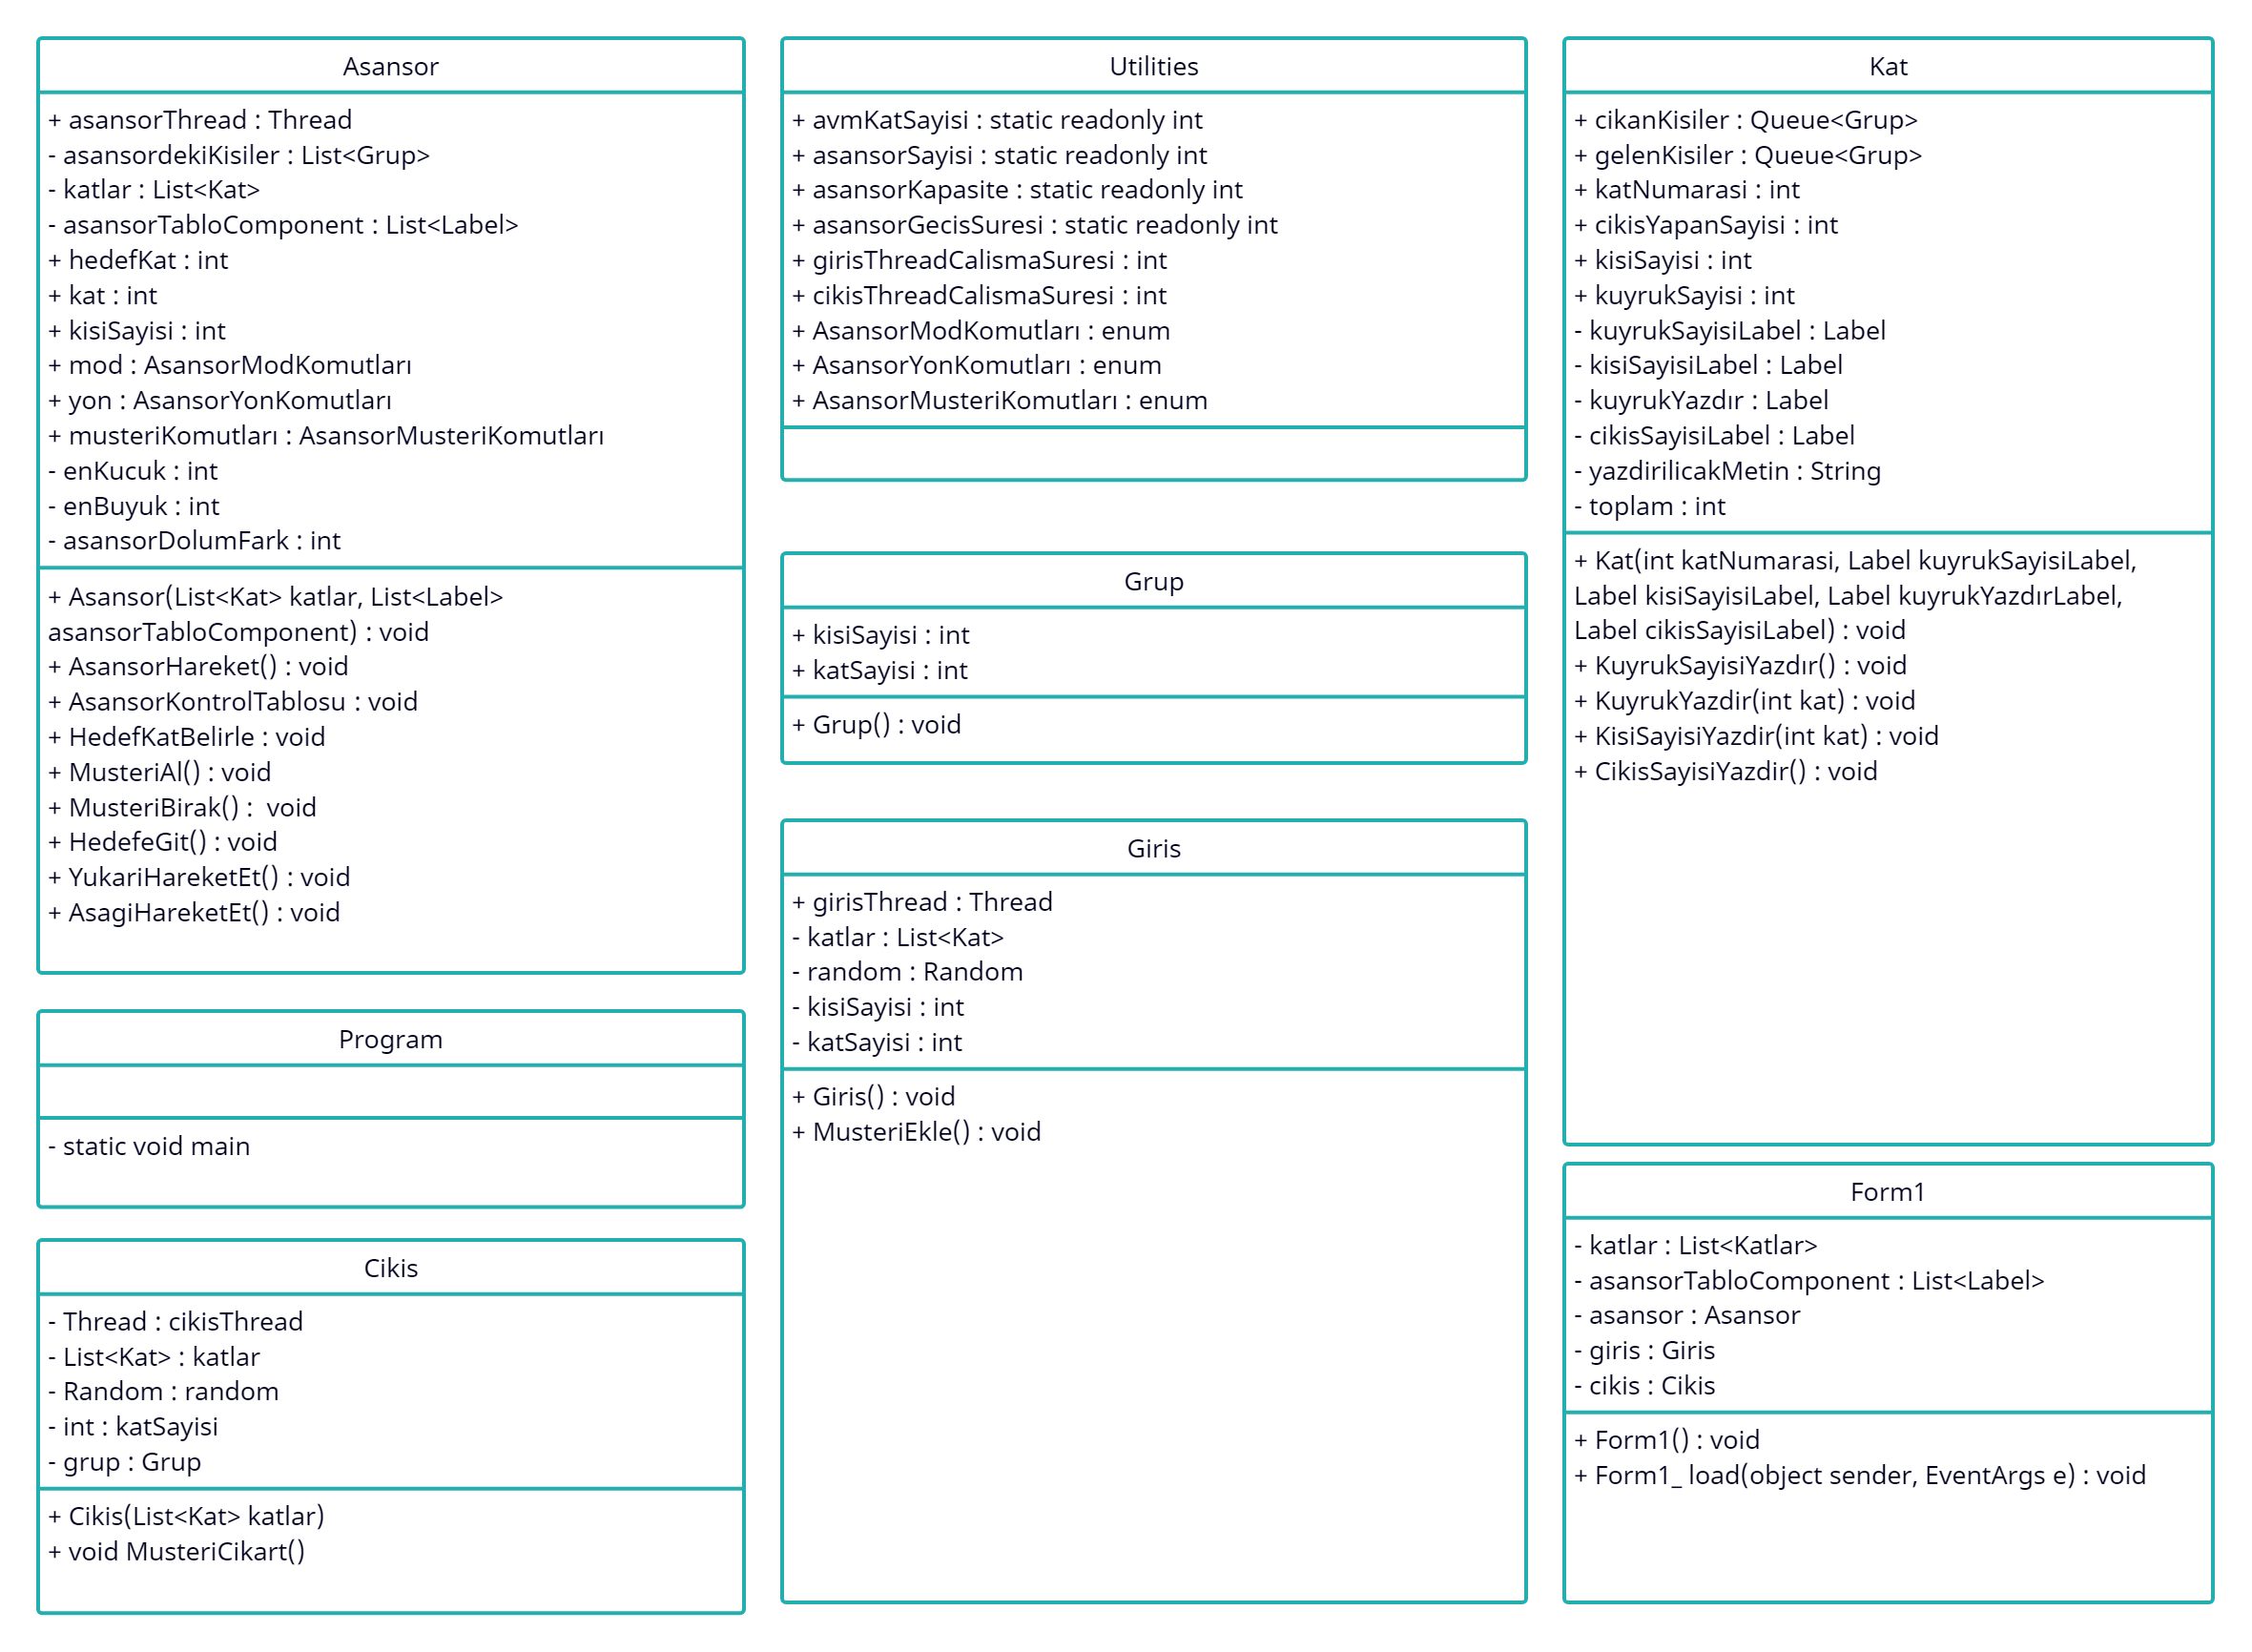 Asansor
+ asansorThread : Thread
- asansordekiKisiler : List<Grup>
- katlar : List<Kat>
- asansorTabloComponent : List<Label>
+ hedefKat : int
+ kat : int
+ kisiSayisi : int
+ mod : AsansorModKomutları
+ yon : AsansorYonKomutları
+ musteriKomutları : AsansorMusteriKomutları
- enKucuk : int
- enBuyuk : int
- asansorDolumFark : int
+ Asansor(List<Kat> katlar, List<Label>
asansorTabloComponent) : void
+ AsansorHareket() : void
+ AsansorKontrolTablosu : void
+ HedefKatBelirle : void
+ MusteriAl() : void
+ MusteriBirak() :  void
+ HedefeGit() : void
+ YukariHareketEt() : void
+ AsagiHareketEt() : void
Program
- static void main
Cikis
- Thread : cikisThread
- List<Kat> : katlar
- Random : random
- int : katSayisi
- grup : Grup
+ Cikis(List<Kat> katlar)
+ void MusteriCikart()
Utilities
+ avmKatSayisi : static readonly int
+ asansorSayisi : static readonly int
+ asansorKapasite : static readonly int
+ asansorGecisSuresi : static readonly int
+ girisThreadCalismaSuresi : int
+ cikisThreadCalismaSuresi : int
+ AsansorModKomutları : enum
+ AsansorYonKomutları : enum
+ AsansorMusteriKomutları : enum
Grup
+ kisiSayisi : int
+ katSayisi : int
+ Grup() : void
Giris
+ girisThread : Thread
- katlar : List<Kat>
- random : Random
- kisiSayisi : int
- katSayisi : int
+ Giris() : void
+ MusteriEkle() : void
Kat
+ cikanKisiler : Queue<Grup>
+ gelenKisiler : Queue<Grup>
+ katNumarasi : int
+ cikisYapanSayisi : int
+ kisiSayisi : int
+ kuyrukSayisi : int
- kuyrukSayisiLabel : Label
- kisiSayisiLabel : Label
- kuyrukYazdır : Label
- cikisSayisiLabel : Label
- yazdirilicakMetin : String
- toplam : int
+ Kat(int katNumarasi, Label kuyrukSayisiLabel,
Label kisiSayisiLabel, Label kuyrukYazdırLabel,
Label cikisSayisiLabel) : void
+ KuyrukSayisiYazdır() : void
+ KuyrukYazdir(int kat) : void
+ KisiSayisiYazdir(int kat) : void
+ CikisSayisiYazdir() : void
Form1
- katlar : List<Katlar>
- asansorTabloComponent : List<Label>
- asansor : Asansor
- giris : Giris
- cikis : Cikis
+ Form1() : void
+ Form1_ load(object sender, EventArgs e) : void